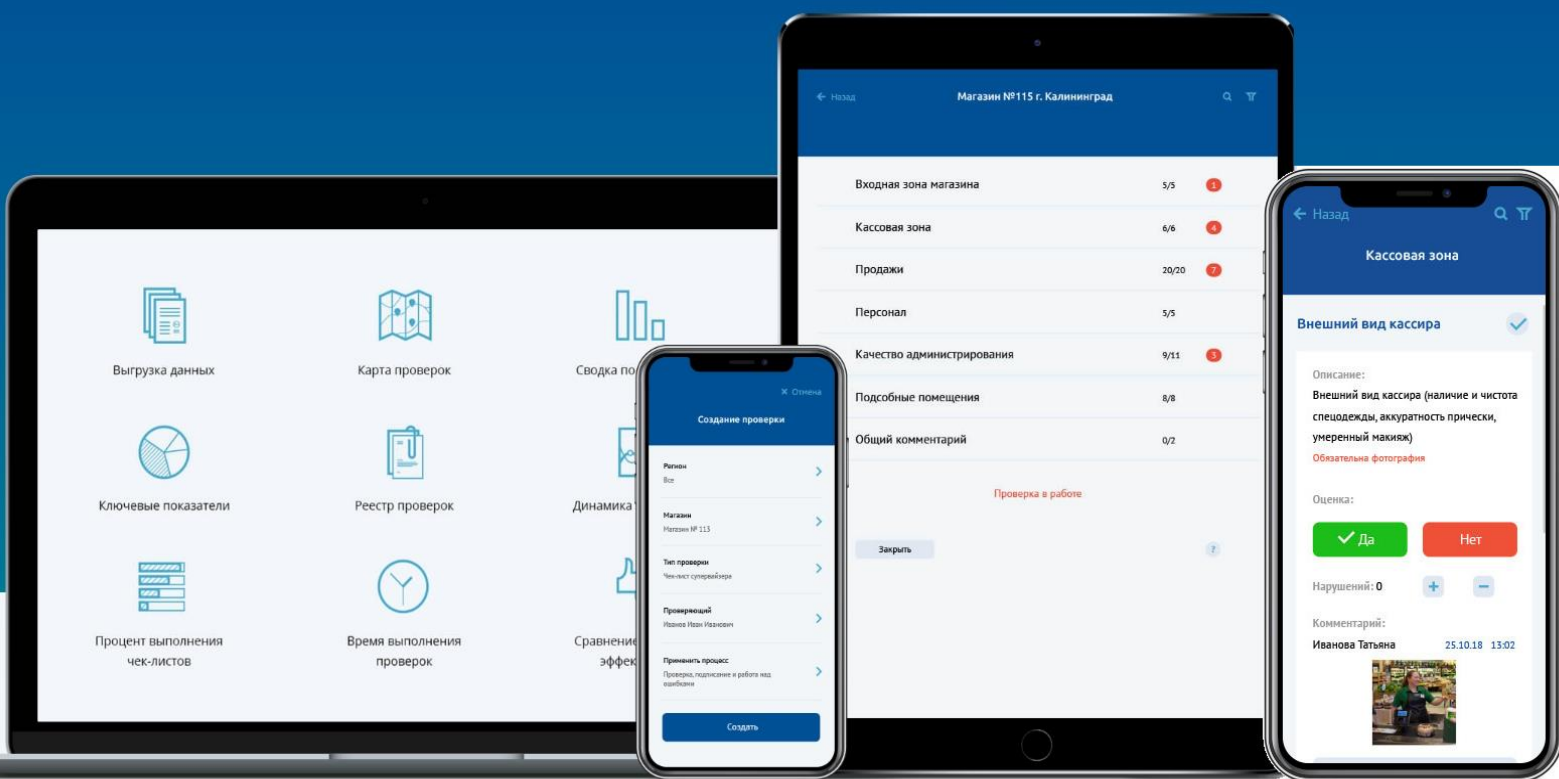 Выгрузка данных
Карта проверок
Сводка по
Ключевые показатели
Реестр проверок
Динамика
Процент выполнения
чек-листов
Время выполнения
проверок
Сравнение
эффек
× Отмена
Создание проверки
Регион
Все
Магазин
Магазин № 113
Тип проверки
Чек-лист супервайзера
Проверяющий
Иванов Иван Иванович
Применить процесс
Проверка, подписание и работа над
ошибками
Создать
← Назад
Магазин №115 г. Калининград
Входная зона магазина 5/5 1
Кассовая зона 6/6 4
Продажи 20/20 7
Персонал 5/5
Качество администрирования 9/11 3
Подсобные помещения 8/8
Общий комментарий 0/2
Проверка в работе
Закрыть ?
← Назад
Кассовая зона
Внешний вид кассира
Описание:
Внешний вид кассира (наличие и чистота
спецодежды, аккуратность прически,
умеренный макияж)
Обязательна фотография
Оценка:
Да Нет
Нарушений: 0 + −
Комментарий:
Иванова Татьяна 25.10.18 13:02